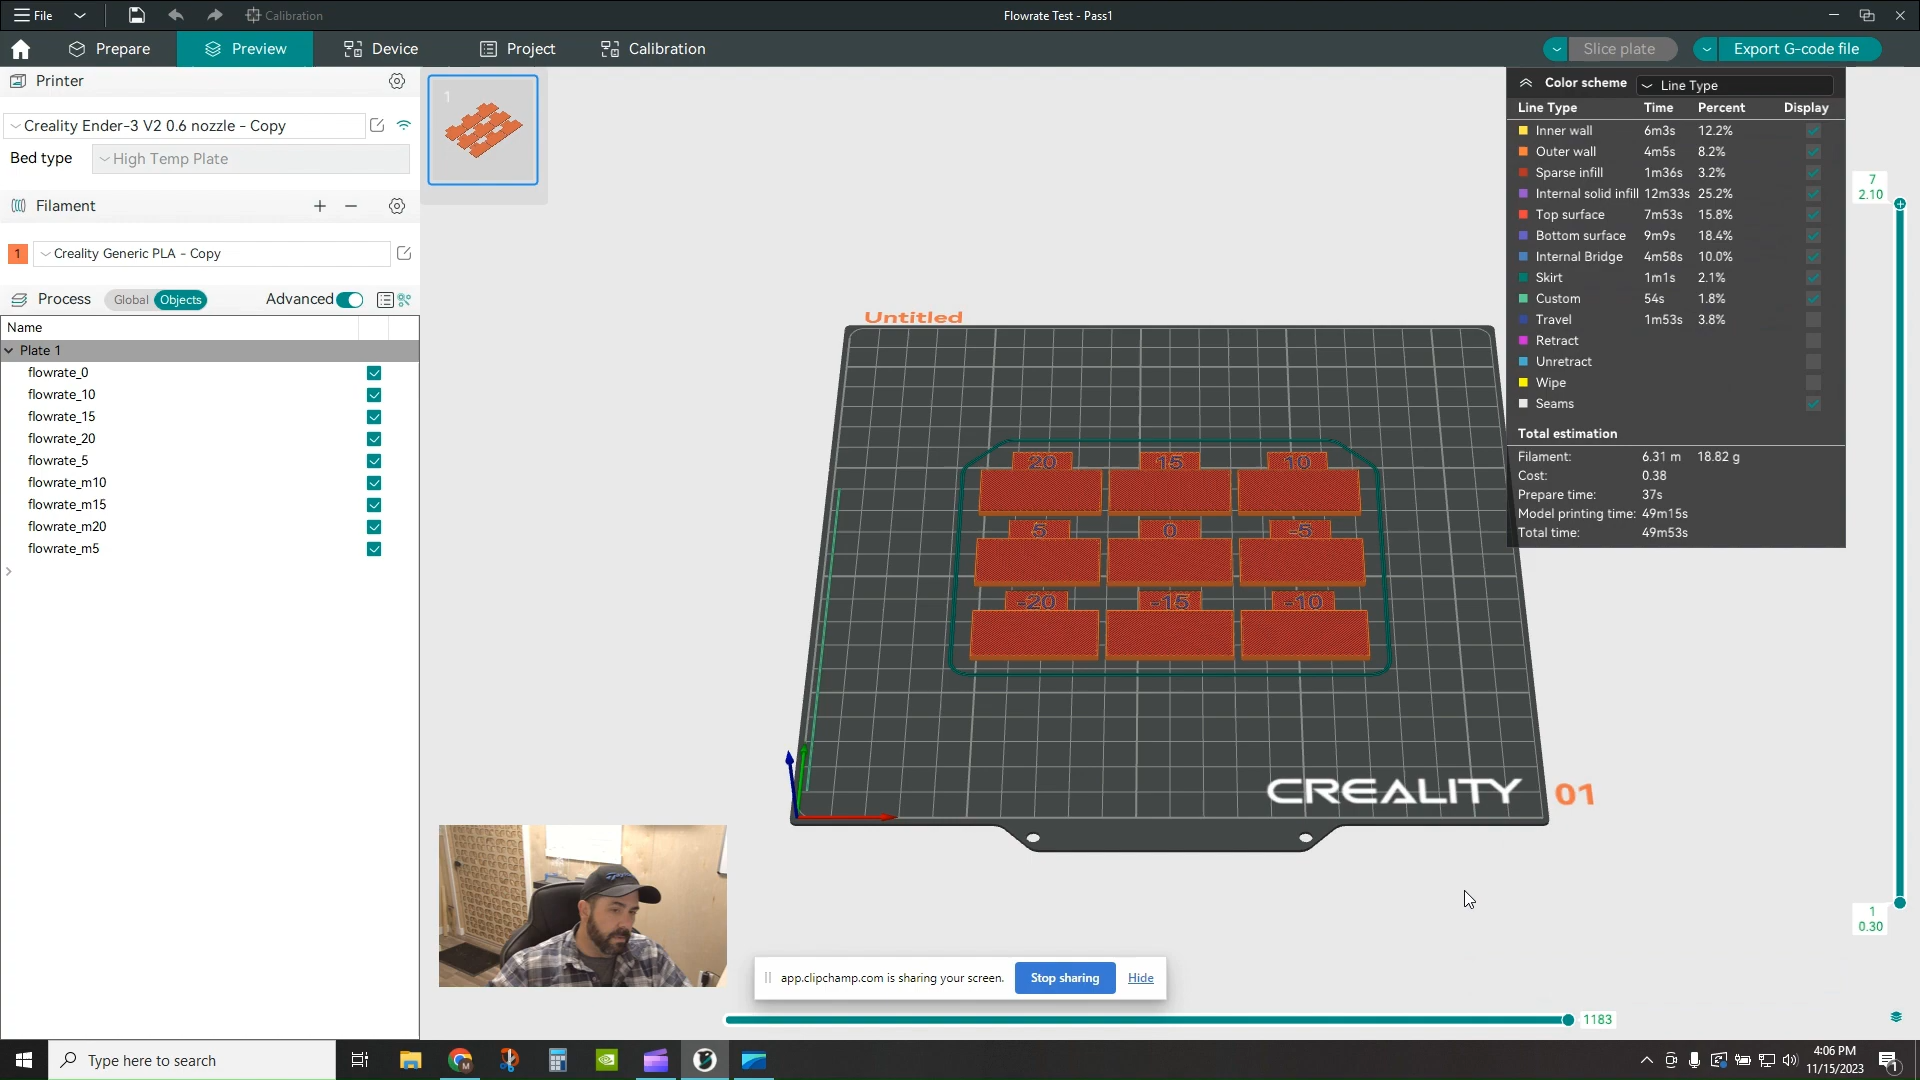 File
Calibration
Flowrate Test - Pass1
Prepare
Preview
Device
Project
Calibration
Slice plate
Export G-code file
Printer
Creality Ender-3 V2 0.6 nozzle - Copy
Bed type
High Temp Plate
Filament
1
Creality Generic PLA - Copy
Process
Global
Objects
Advanced
Name
Plate 1
flowrate_0
flowrate_10
flowrate_15
flowrate_20
flowrate_5
flowrate_m10
flowrate_m15
flowrate_m20
flowrate_m5
1
Untitled
20
15
10
5
0
-5
-20
-15
-10
CREALITY
01
Color scheme
Line Type
Line Type Time Percent Display
Inner wall 6m3s 12.2%
Outer wall 4m5s 8.2%
Sparse infill 1m36s 3.2%
Internal solid infill 12m33s 25.2%
Top surface 7m53s 15.8%
Bottom surface 9m9s 18.4%
Internal Bridge 4m58s 10.0%
Skirt 1m1s 2.1%
Custom 54s 1.8%
Travel 1m53s 3.8%
Retract
Unretract
Wipe
Seams
Total estimation
Filament: 6.31 m 18.82 g
Cost: 0.38
Prepare time: 37s
Model printing time: 49m15s
Total time: 49m53s
7
2.10
1
0.30
app.clipchamp.com is sharing your screen.
Stop sharing
Hide
1183
Type here to search
4:06 PM
11/15/2023
1